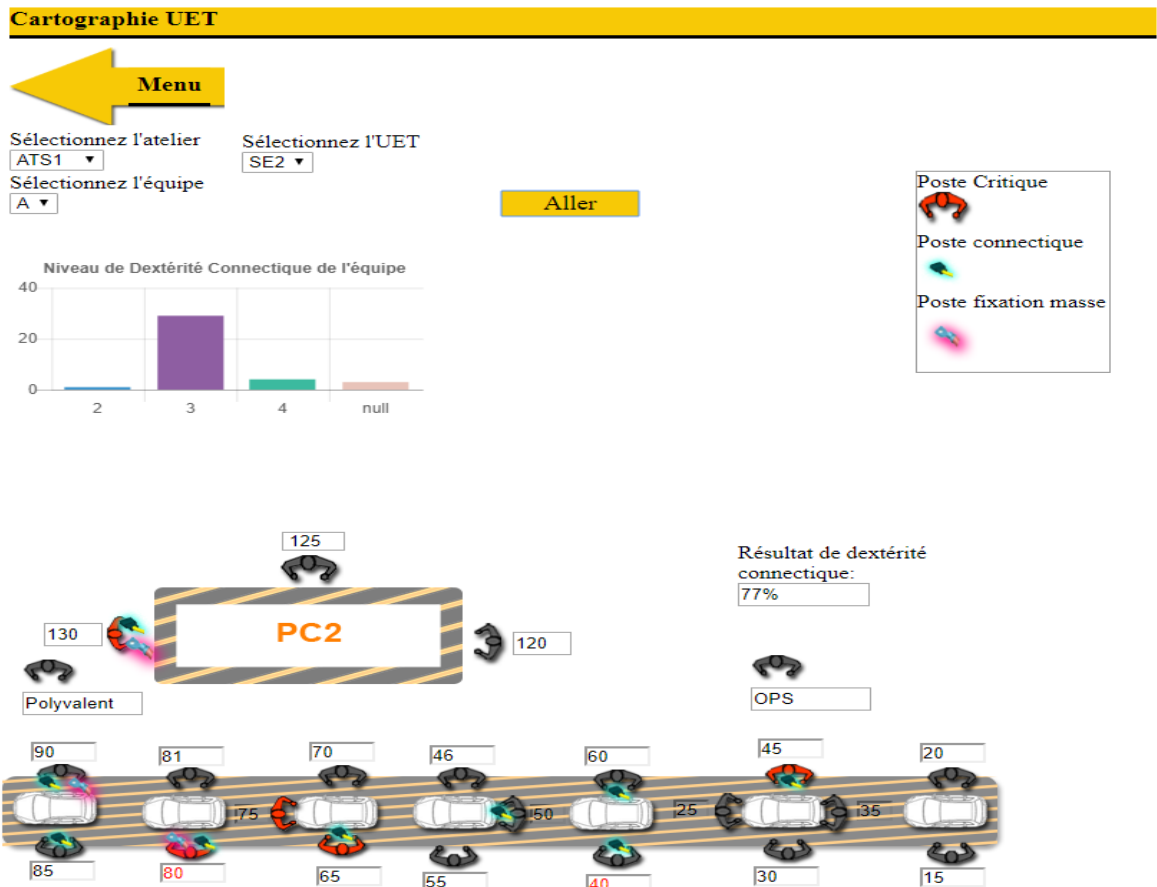 Cartographie UET
Menu
Sélectionnez l'atelier
Sélectionnez l'UET
ATS1
SE2
Sélectionnez l'équipe
A
Aller
Poste Critique
Poste connectique
Poste fixation masse
Niveau de Dextérité Connectique de l'équipe
40
20
0
2
3
4
null
125
Résultat de dextérité
connectique:
77%
130
PC2
120
Polyvalent
OPS
90
81
70
46
60
45
20
75
50
25
35
85
80
65
55
40
30
15